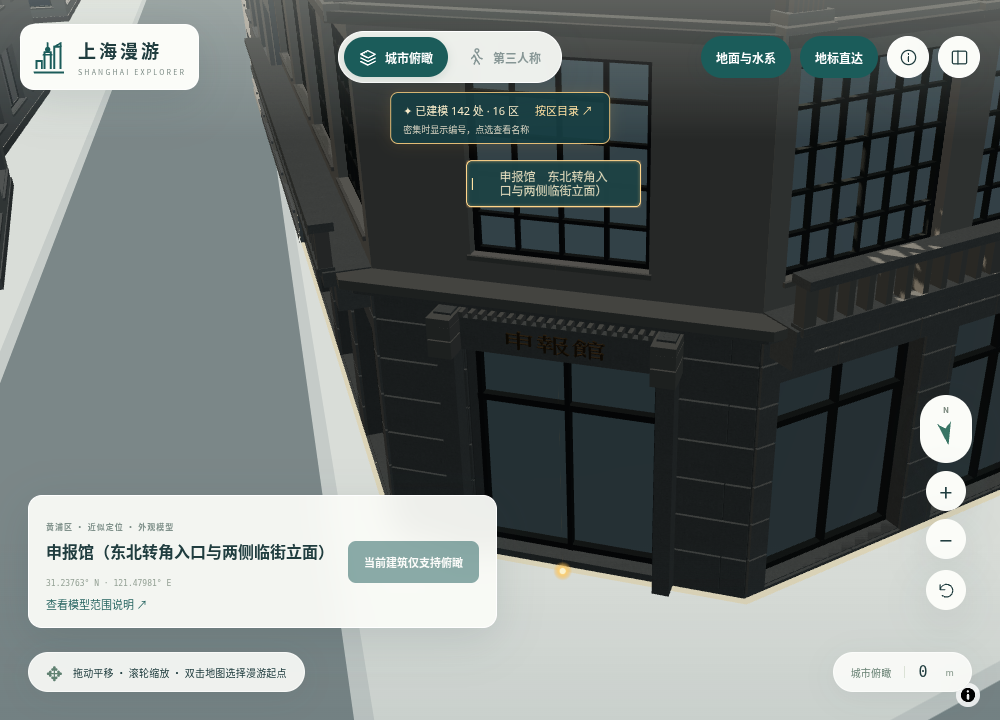 上海漫游
SHANGHAI EXPLORER
城市俯瞰
第三人称
地面与水系
地标直达
✦ 已建模 142 处 · 16 区 按区目录 ↗
密集时显示编号，点选查看名称
申报馆 东北转角入
口与两侧临街立面）
申報館
N
+
−
黄浦区 · 近似定位 · 外观模型
申报馆（东北转角入口与两侧临街立面）
31.23763° N · 121.47981° E
查看模型范围说明 ↗
当前建筑仅支持俯瞰
拖动平移 · 滚轮缩放 · 双击地图选择漫游起点
城市俯瞰 0 m